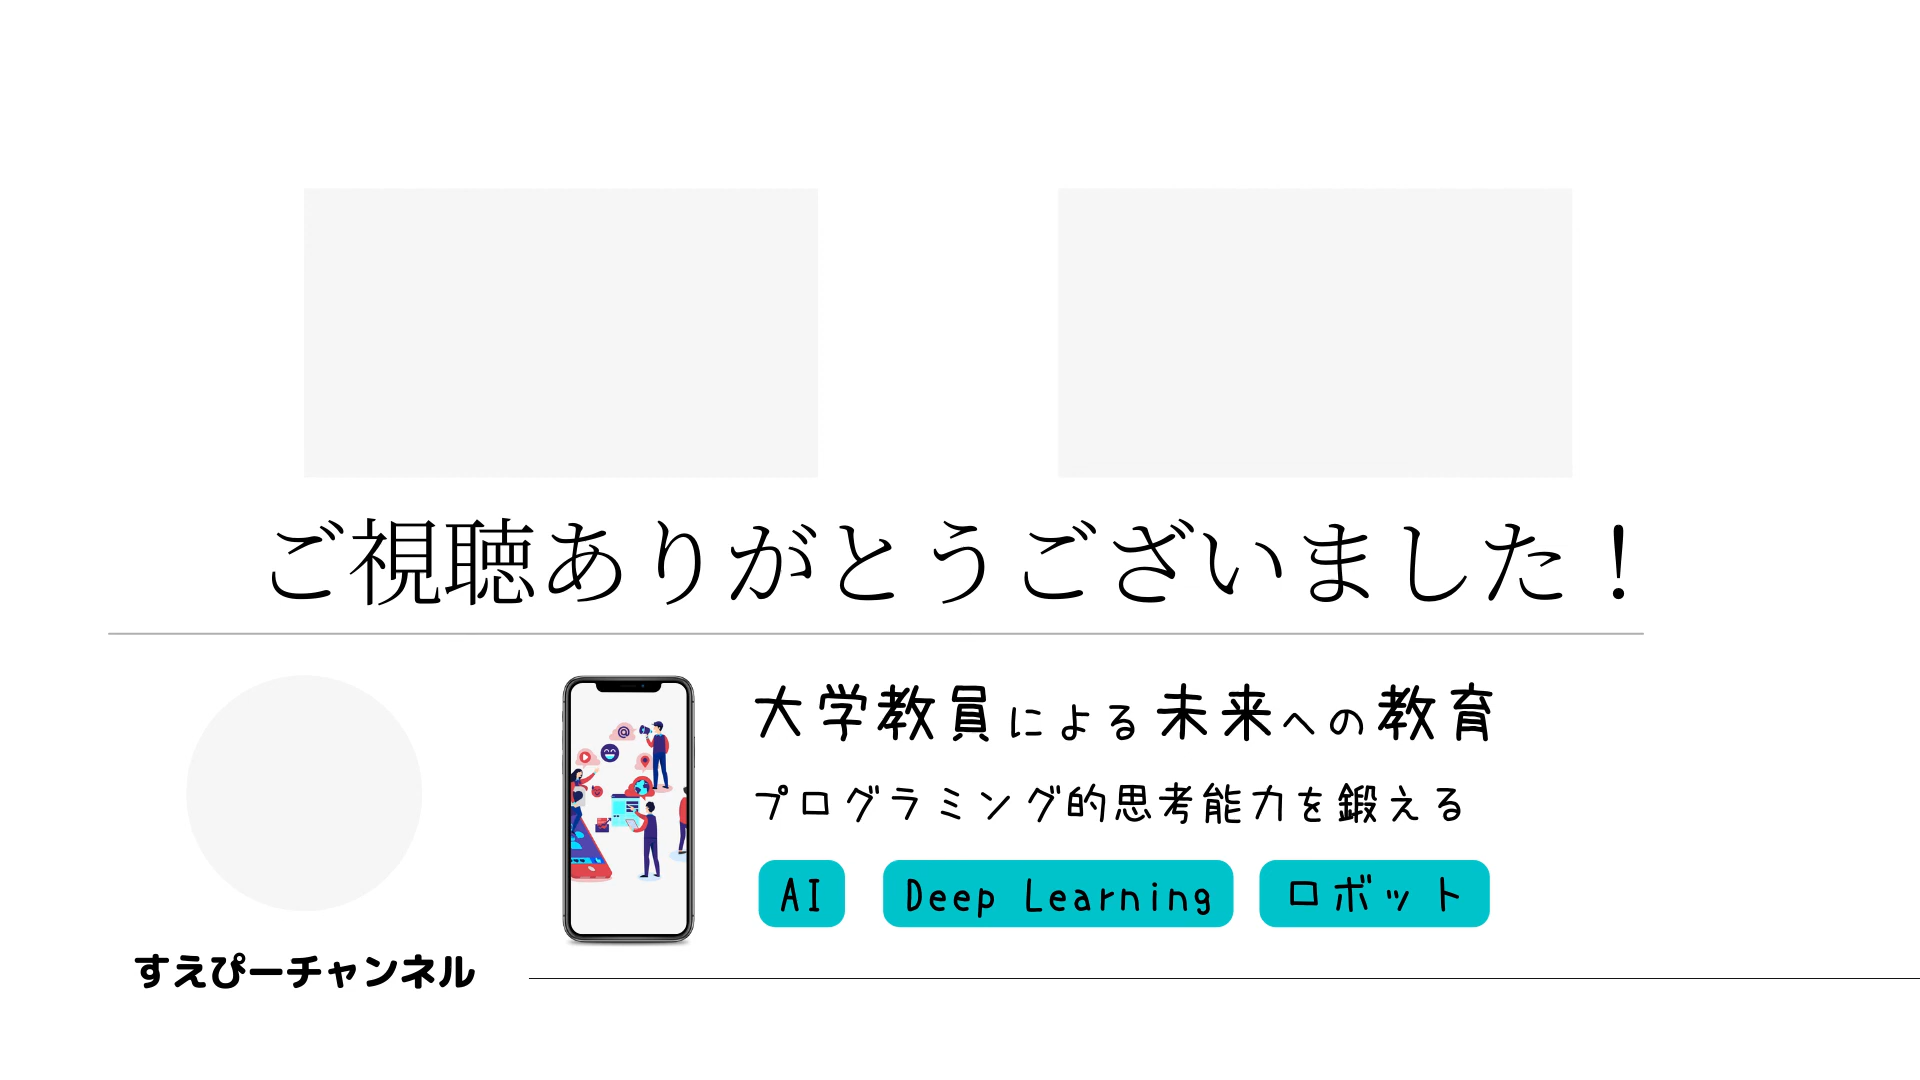 ご視聴ありがとうございました！
大学教員による未来への教育
プログラミング的思考能力を鍛える
AI Deep Learning ロボット
すえぴーチャンネル